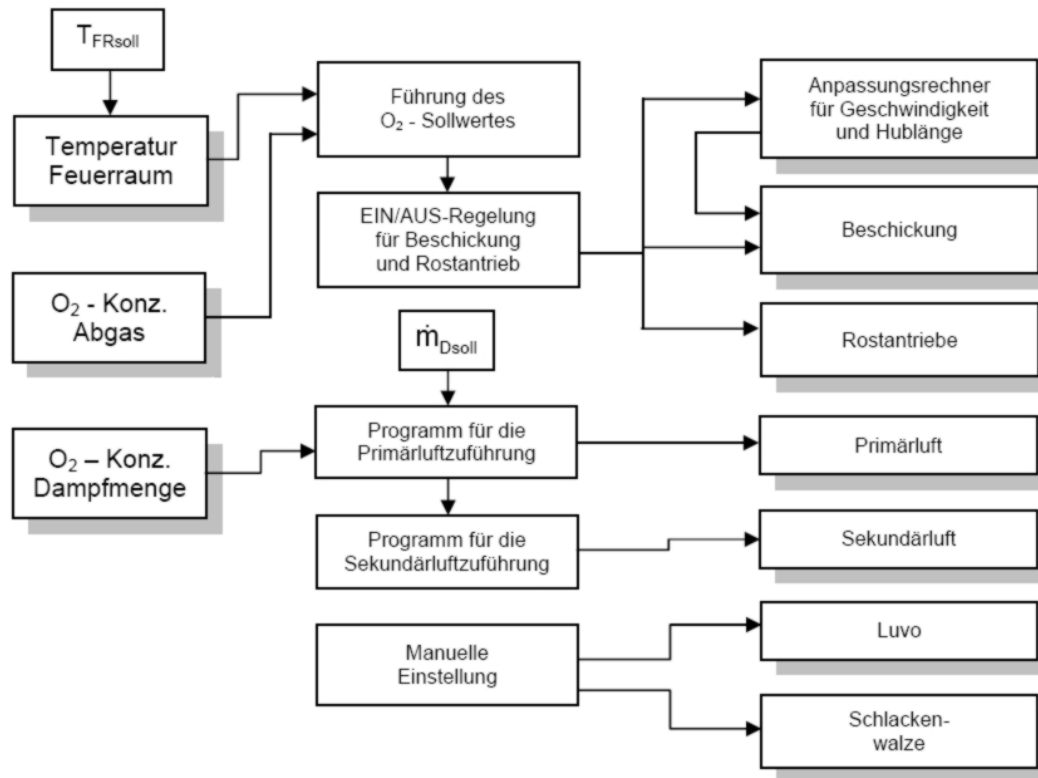 T_FRsoll
Temperatur
Feuerraum
O₂ - Konz.
Abgas
O₂ – Konz.
Dampfmenge
Führung des
O₂ - Sollwertes
EIN/AUS-Regelung
für Beschickung
und Rostantrieb
ṁ_Dsoll
Programm für die
Primärluftzuführung
Programm für die
Sekundärluftzuführung
Manuelle
Einstellung
Anpassungsrechner
für Geschwindigkeit
und Hublänge
Beschickung
Rostantriebe
Primärluft
Sekundärluft
Luvo
Schlacken-
walze